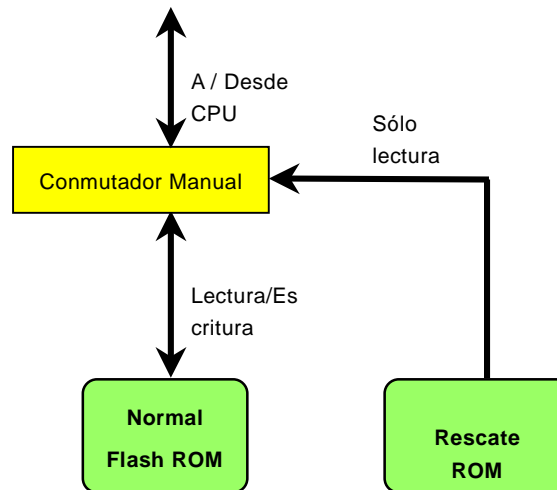 A / Desde
CPU
Sólo
lectura
Conmutador Manual
Lectura/Es
critura
Normal
Flash ROM
Rescate
ROM